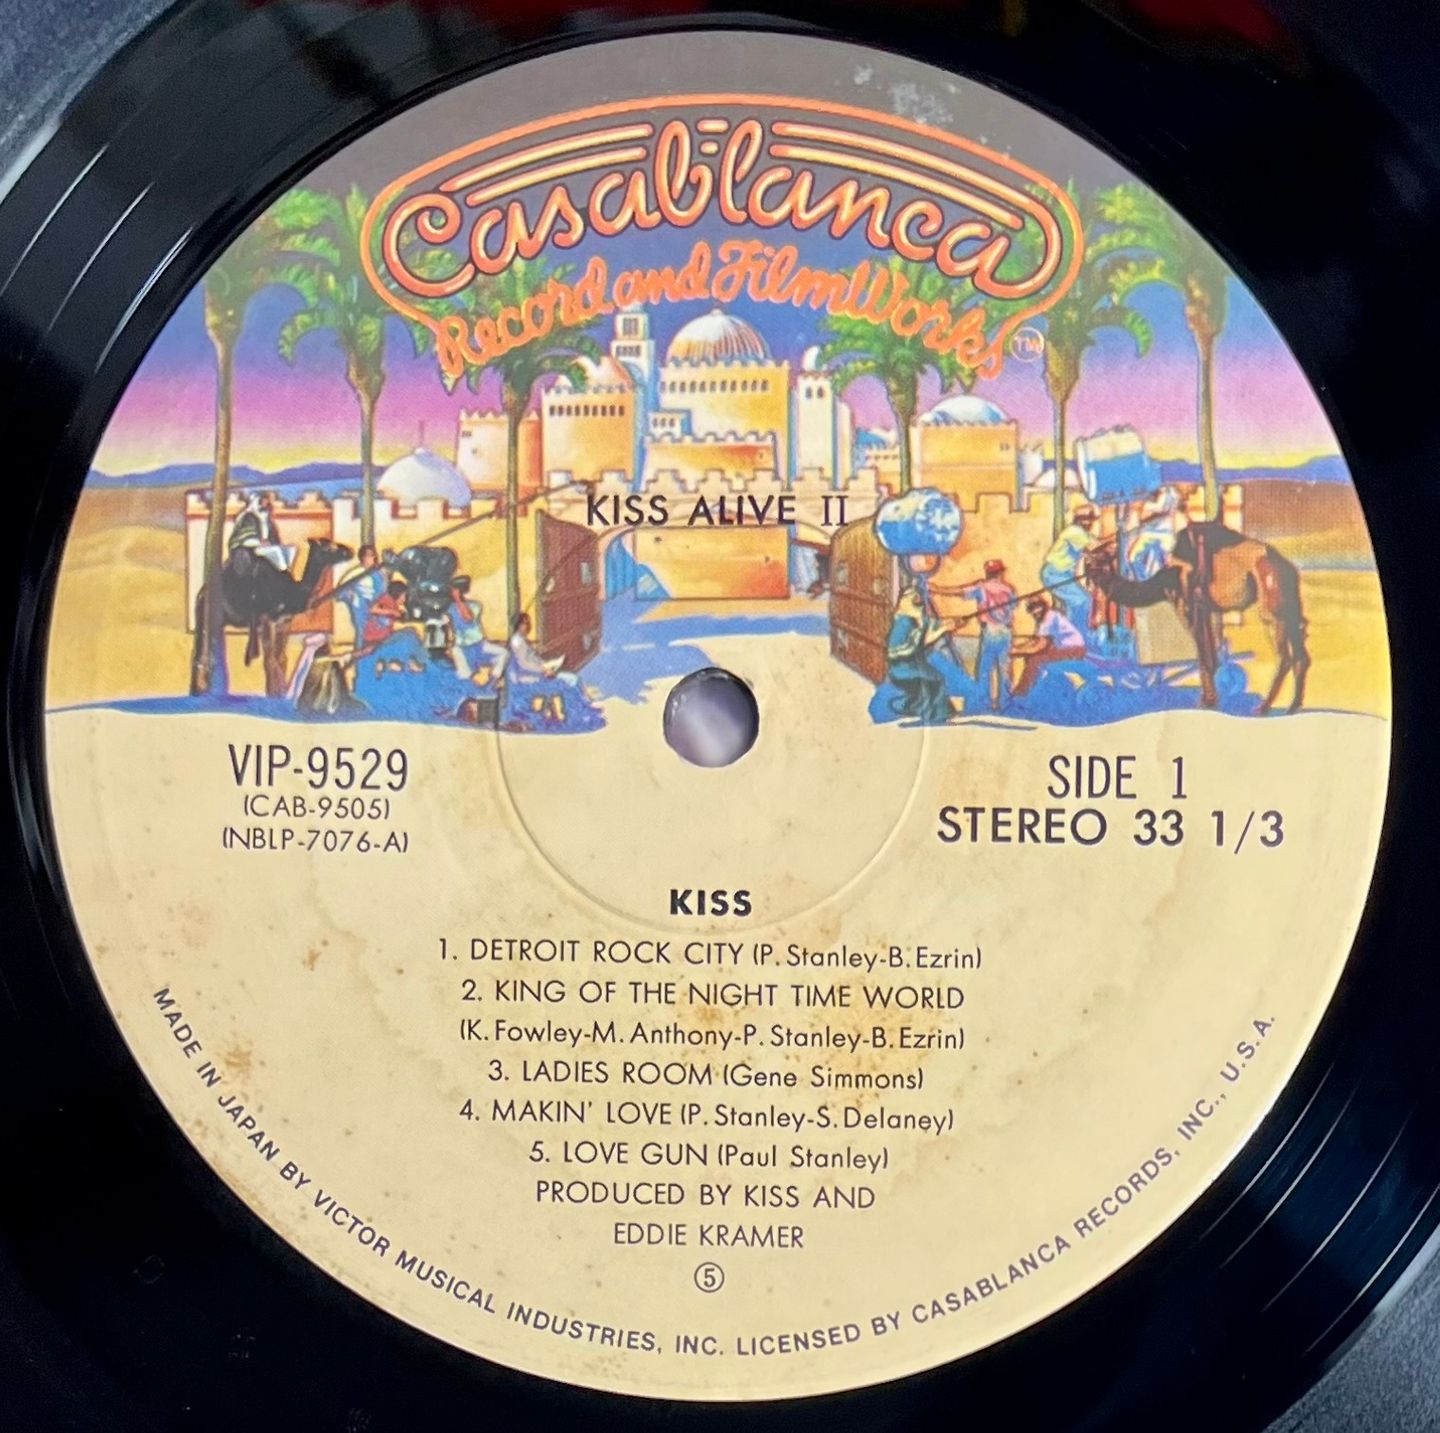 Casablanca
Record and FilmWorks
TM
KISS ALIVE II
VIP-9529
(CAB-9505)
(NBLP-7076-A)
SIDE 1
STEREO 33 1/3
KISS
1. DETROIT ROCK CITY (P. Stanley-B. Ezrin)
2. KING OF THE NIGHT TIME WORLD
(K. Fowley-M. Anthony-P. Stanley-B. Ezrin)
3. LADIES ROOM (Gene Simmons)
4. MAKIN' LOVE (P. Stanley-S. Delaney)
5. LOVE GUN (Paul Stanley)
PRODUCED BY KISS AND
EDDIE KRAMER
⑤
MADE IN JAPAN BY VICTOR MUSICAL INDUSTRIES, INC. LICENSED BY CASABLANCA RECORDS, INC., U.S.A.